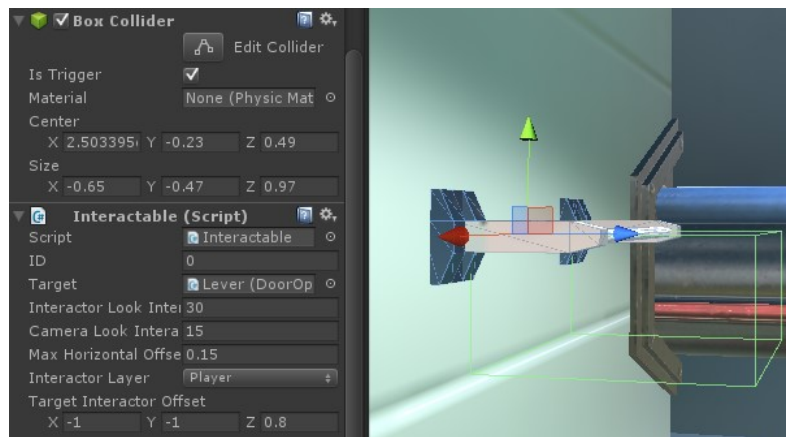 Box Collider
Edit Collider
Is Trigger
Material None (Physic Mat
Center
X 2.503395 Y -0.23 Z 0.49
Size
X -0.65 Y -0.47 Z 0.97
Interactable (Script)
Script Interactable
ID 0
Target Lever (DoorOp
Interactor Look Inter 30
Camera Look Intera 15
Max Horizontal Offse 0.15
Interactor Layer Player
Target Interactor Offset
X -1 Y -1 Z 0.8